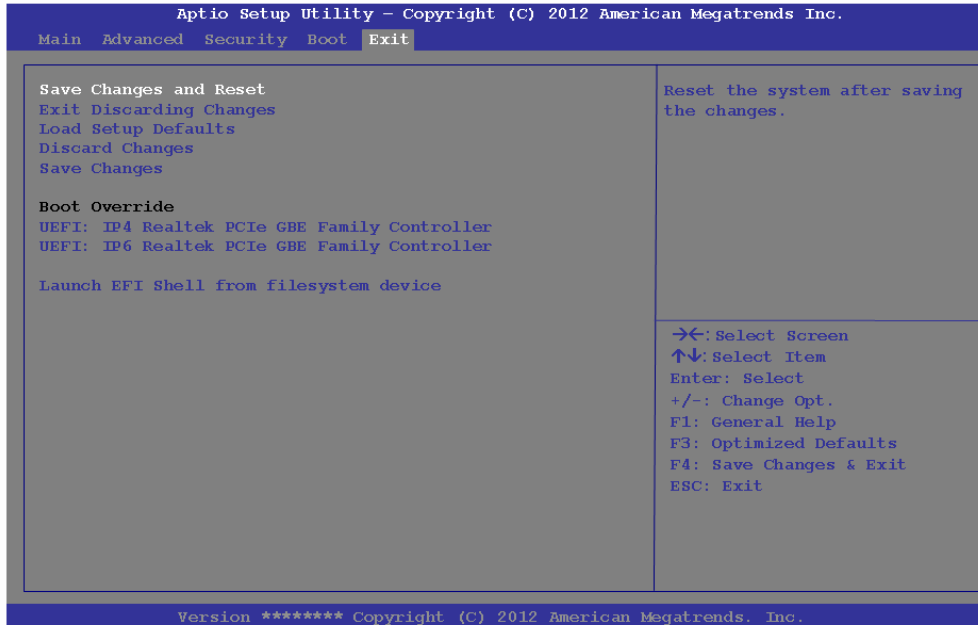 Aptio Setup Utility – Copyright (C) 2012 American Megatrends Inc.
Main Advanced Security Boot Exit
Save Changes and Reset
Exit Discarding Changes
Load Setup Defaults
Discard Changes
Save Changes
Boot Override
UEFI: IP4 Realtek PCIe GBE Family Controller
UEFI: IP6 Realtek PCIe GBE Family Controller
Launch EFI Shell from filesystem device
Reset the system after saving
the changes.
→←: Select Screen
↑↓: Select Item
Enter: Select
+/-: Change Opt.
F1: General Help
F3: Optimized Defaults
F4: Save Changes & Exit
ESC: Exit
Version ******** Copyright (C) 2012 American Megatrends. Inc.